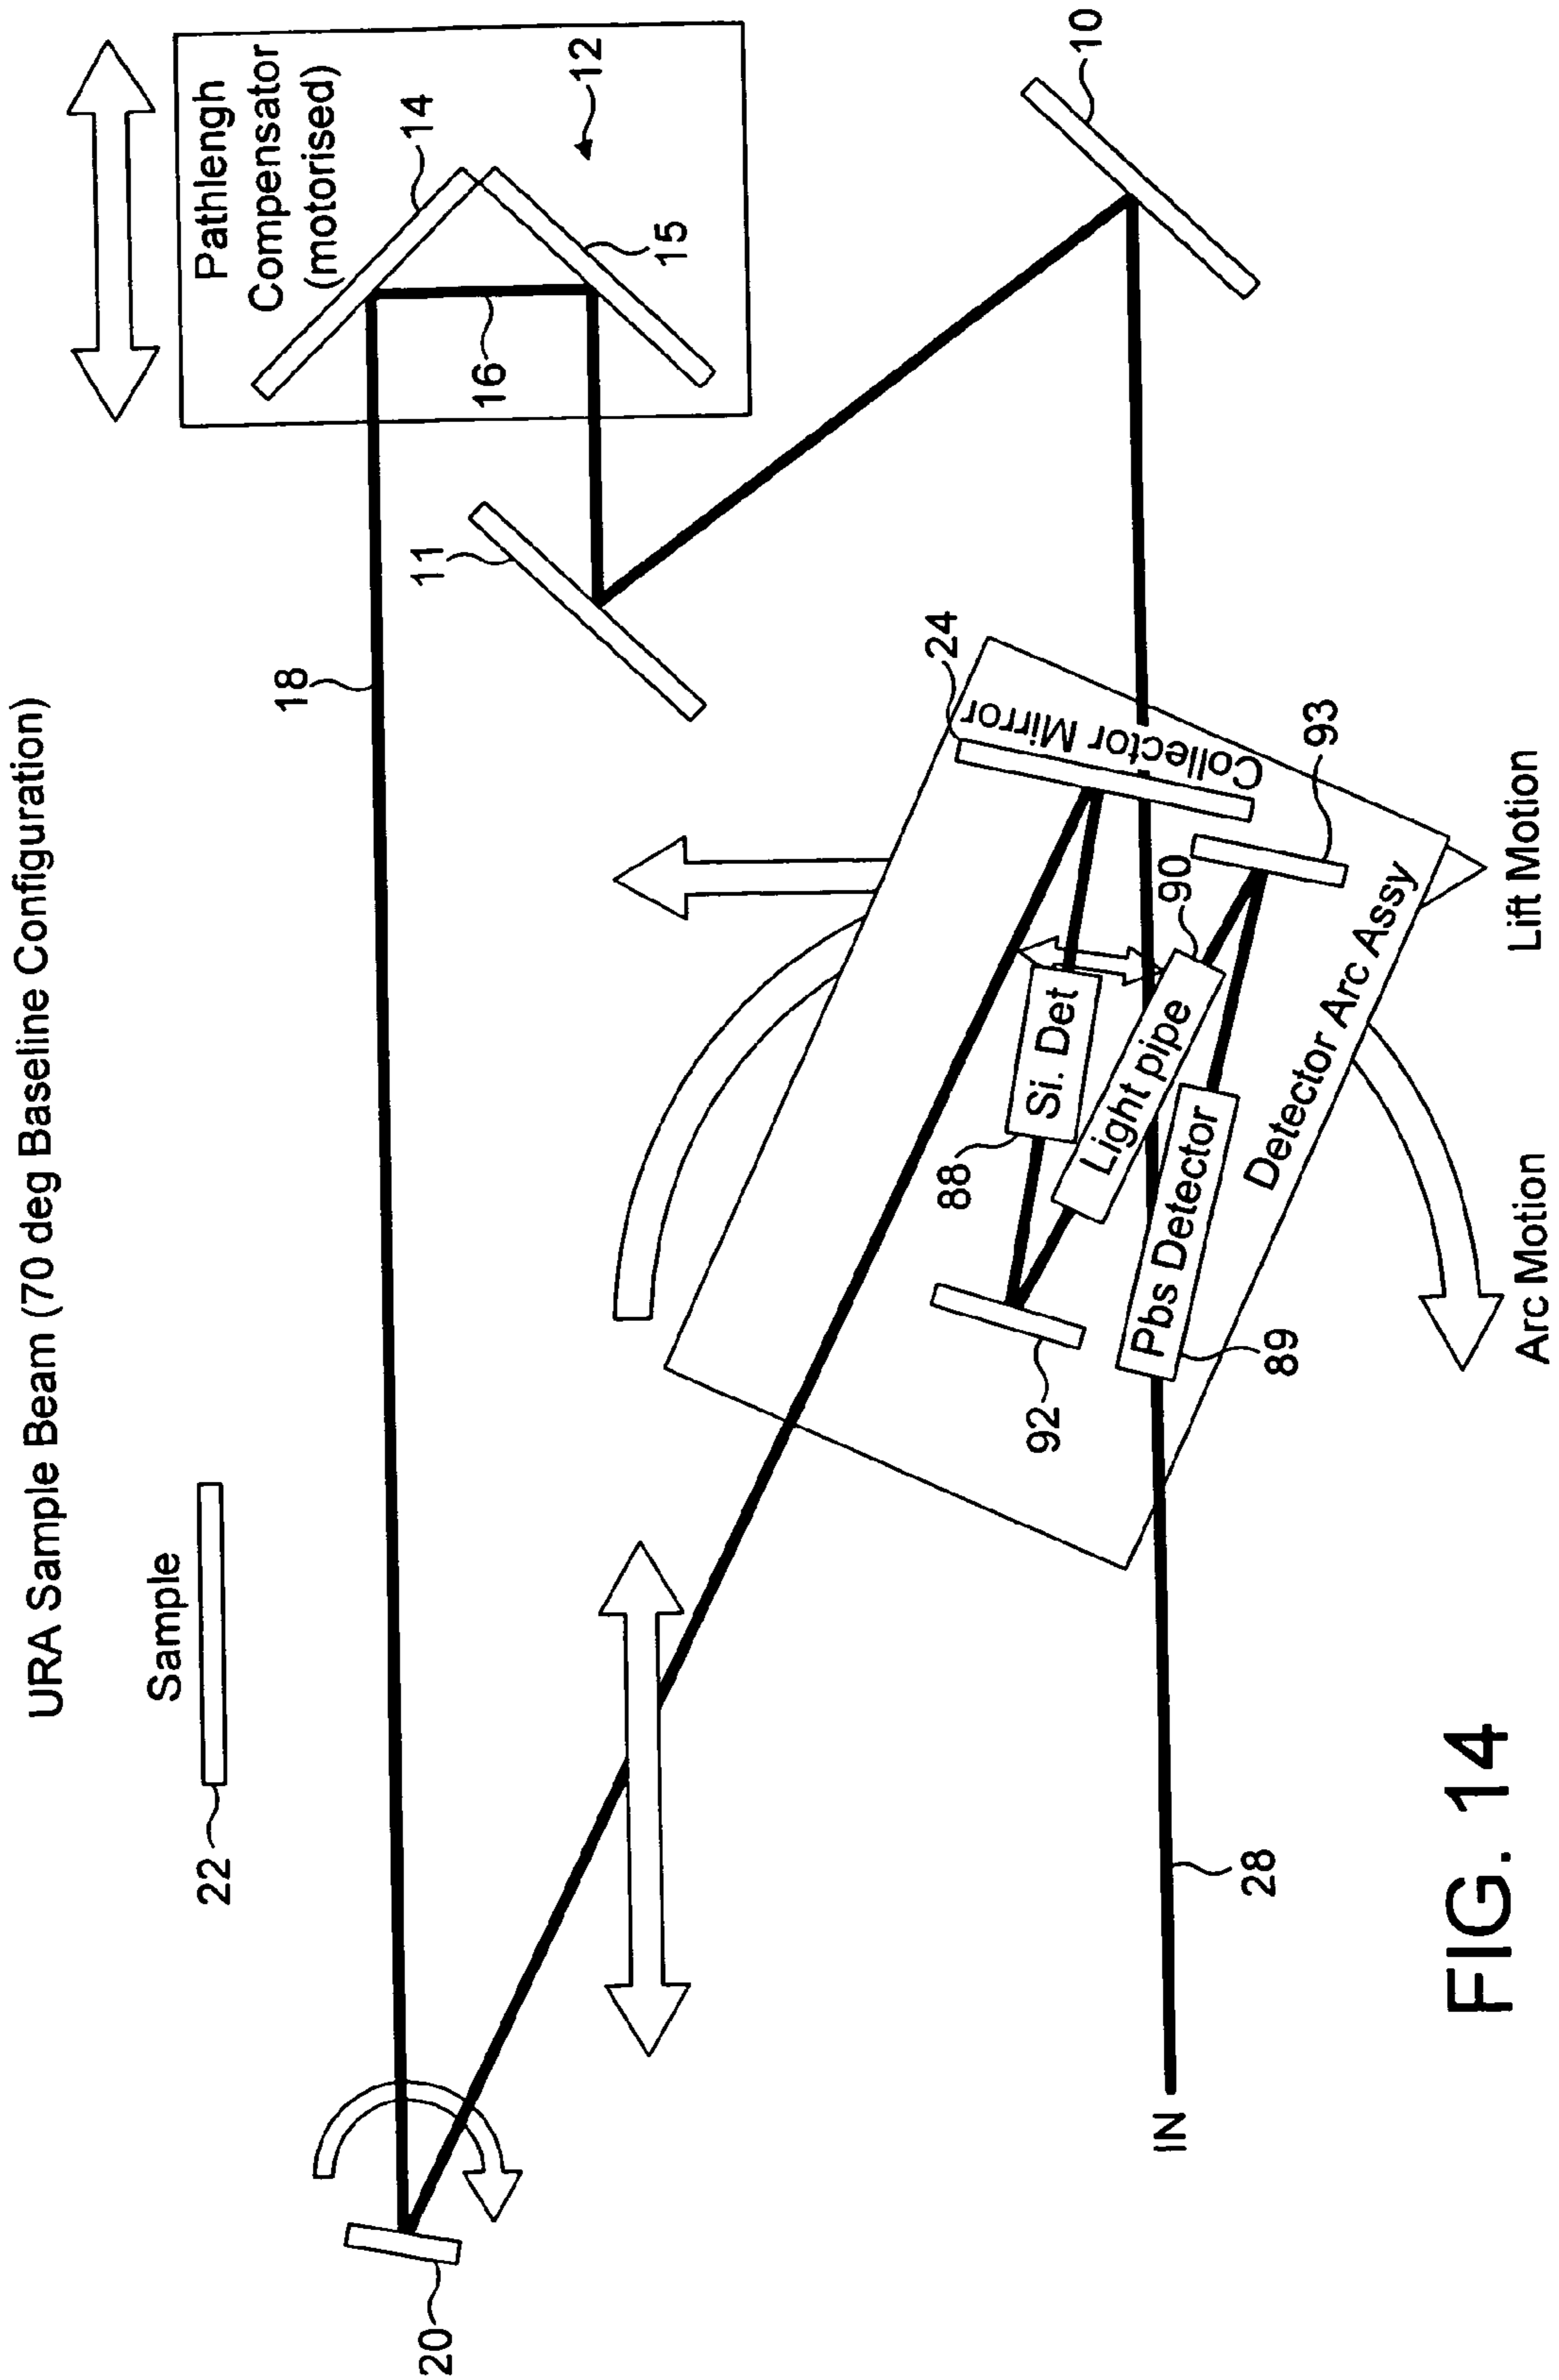 URA Sample Beam (70 deg Baseline Configuration)
Sample
22
18
11
Pathlengh
Compensator
(motorised)
14
12
15
16
10
20
24
Collector Mirror
93
90
Si. Det
88
Light pipe
Pbs Detector
89
92
Detector Arc Assy
Lift Motion
Arc Motion
IN
28
FIG. 14